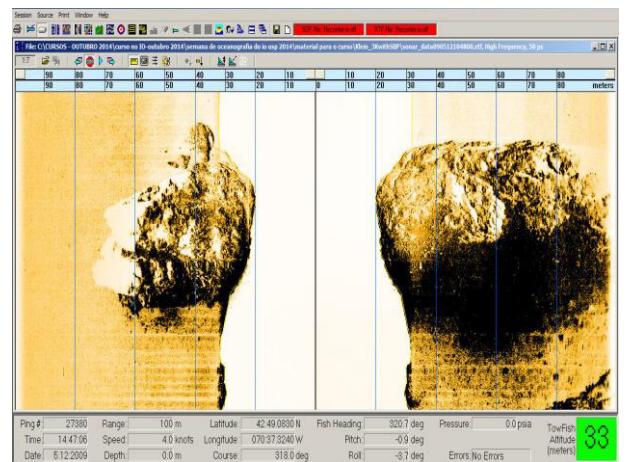 Session Source Print Window Help
File: C:\CURSOS - OUTUBRO 2014\curso no IO-outubro 2014\semana de oceanografia do io usp 2014\material para o curso\Klein_3KwithSBP\sonar_data090512104800.xtf, High Frequency, 50 µs
1:7
90 80 70 60 50 40 30 20 10 10 20 30 40 50 60 70 80
90 80 70 60 50 40 30 20 10 0 10 20 30 40 50 60 70 80 meters
Ping #: 27380 Range: 100 m Latitude: 42 49.0830 N Fish Heading: 320.7 deg Pressure: 0.0 psia TowFish
Time: 14:47:06 Speed: 4.0 knots Longitude: 070:37.3240 W Pitch: -0.9 deg Altitude 33
Date: 5.12.2009 Depth: 0.0 m Course: 318.0 deg Roll: -3.7 deg Errors: No Errors (meters)